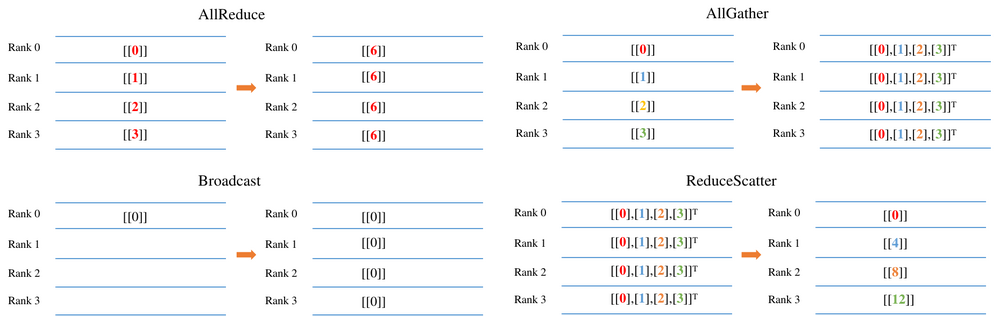 AllReduce
Rank 0 [[0]] Rank 0 [[6]]
Rank 1 [[1]] Rank 1 [[6]]
Rank 2 [[2]] Rank 2 [[6]]
Rank 3 [[3]] Rank 3 [[6]]
AllGather
Rank 0 [[0]] Rank 0 [[0],[1],[2],[3]]ᵀ
Rank 1 [[1]] Rank 1 [[0],[1],[2],[3]]ᵀ
Rank 2 [[2]] Rank 2 [[0],[1],[2],[3]]ᵀ
Rank 3 [[3]] Rank 3 [[0],[1],[2],[3]]ᵀ
Broadcast
Rank 0 [[0]] Rank 0 [[0]]
Rank 1 Rank 1 [[0]]
Rank 2 Rank 2 [[0]]
Rank 3 Rank 3 [[0]]
ReduceScatter
Rank 0 [[0],[1],[2],[3]]ᵀ Rank 0 [[0]]
Rank 1 [[0],[1],[2],[3]]ᵀ Rank 1 [[4]]
Rank 2 [[0],[1],[2],[3]]ᵀ Rank 2 [[8]]
Rank 3 [[0],[1],[2],[3]]ᵀ Rank 3 [[12]]